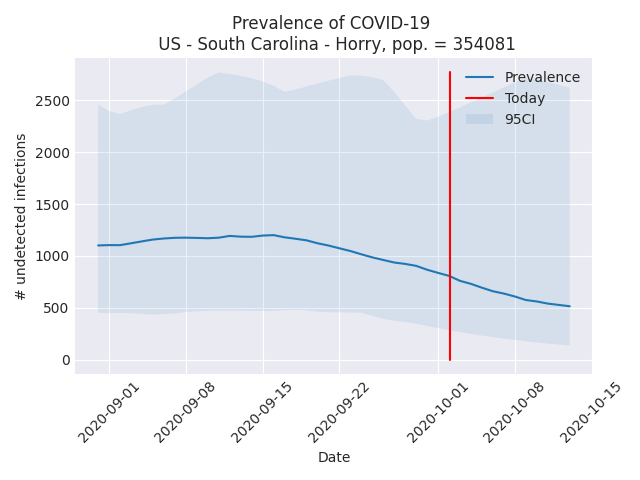 Prevalence of COVID-19
US - South Carolina - Horry, pop. = 354081
Prevalence
Today
95CI
# undetected infections
2500
2000
1500
1000
500
0
2020-09-01
2020-09-08
2020-09-15
2020-09-22
2020-10-01
2020-10-08
2020-10-15
Date